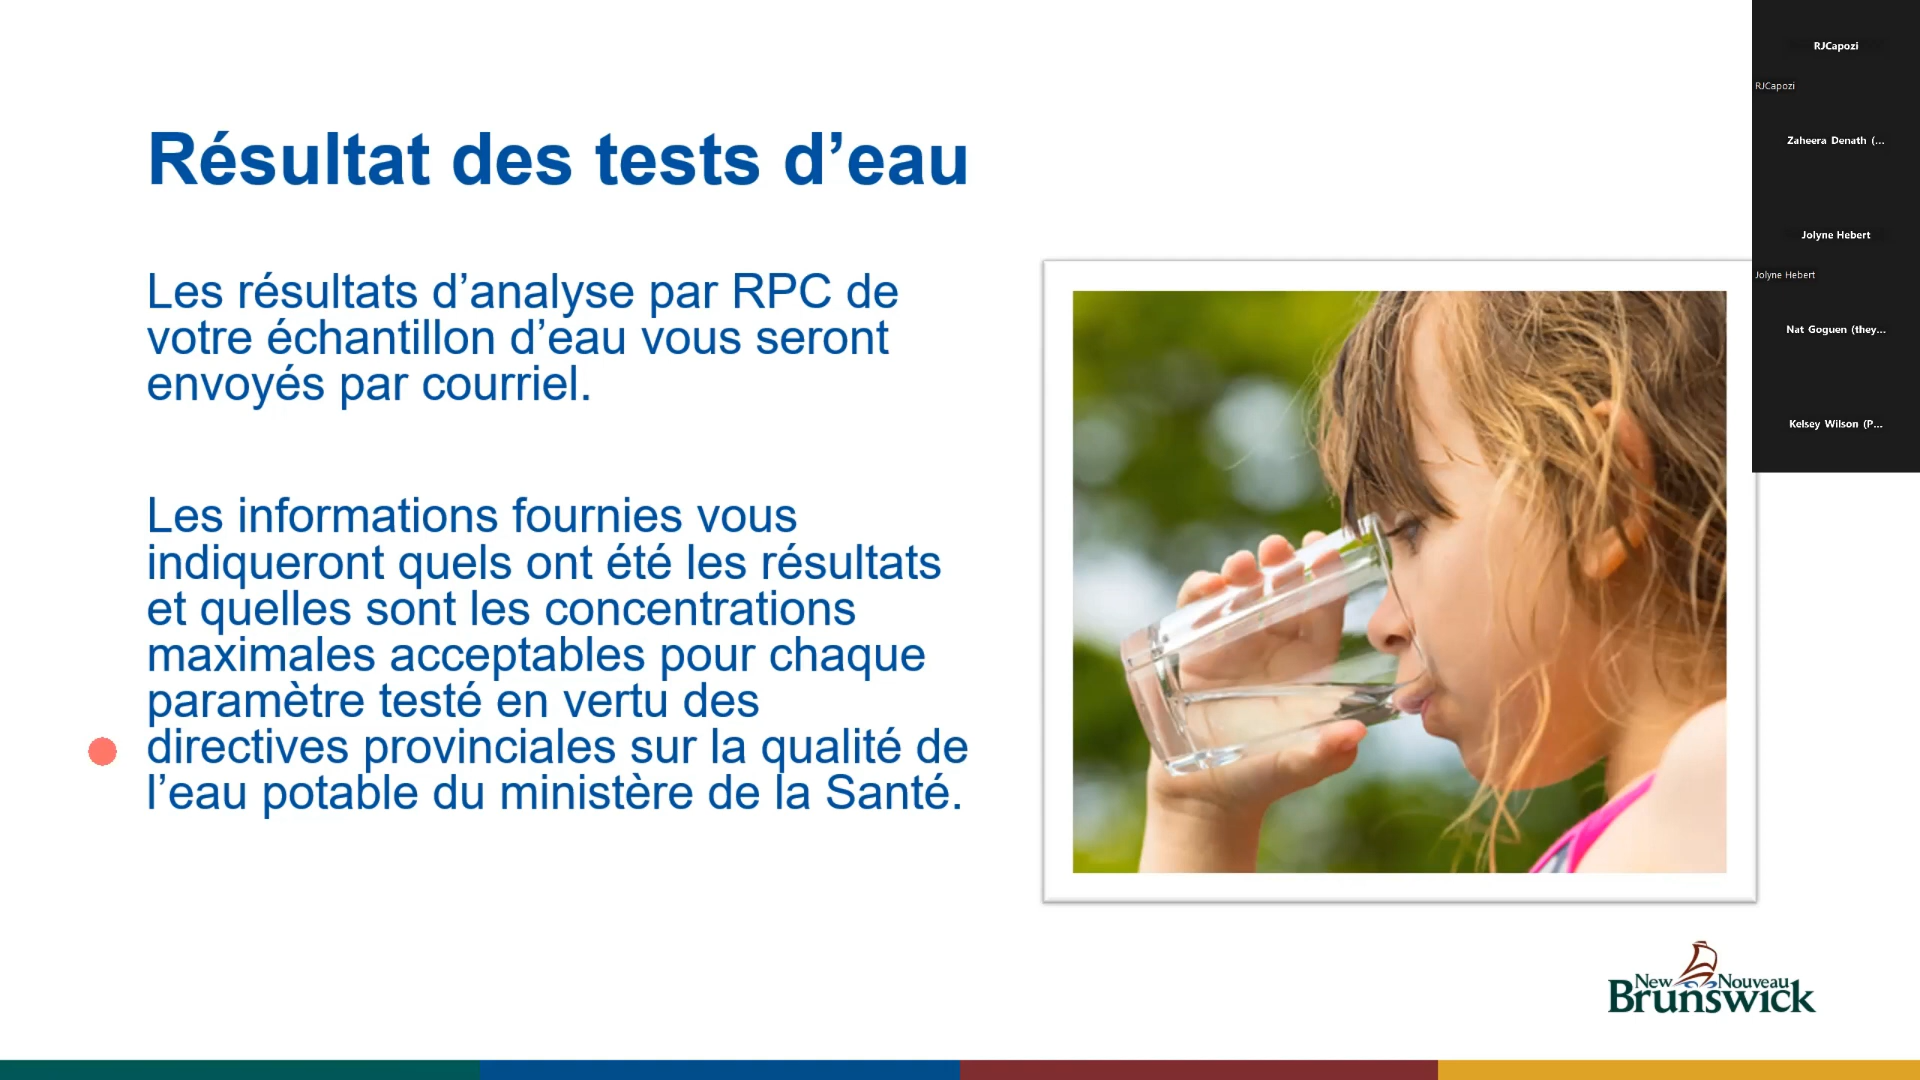 Résultat des tests d’eau
Les résultats d’analyse par RPC de
votre échantillon d’eau vous seront
envoyés par courriel.
Les informations fournies vous
indiqueront quels ont été les résultats
et quelles sont les concentrations
maximales acceptables pour chaque
paramètre testé en vertu des
directives provinciales sur la qualité de
l’eau potable du ministère de la Santé.
RJCapozi
RJCapozi
Zaheera Denath (...
Jolyne Hebert
Jolyne Hebert
Nat Goguen (they...
Kelsey Wilson (P...
New Nouveau
Brunswick